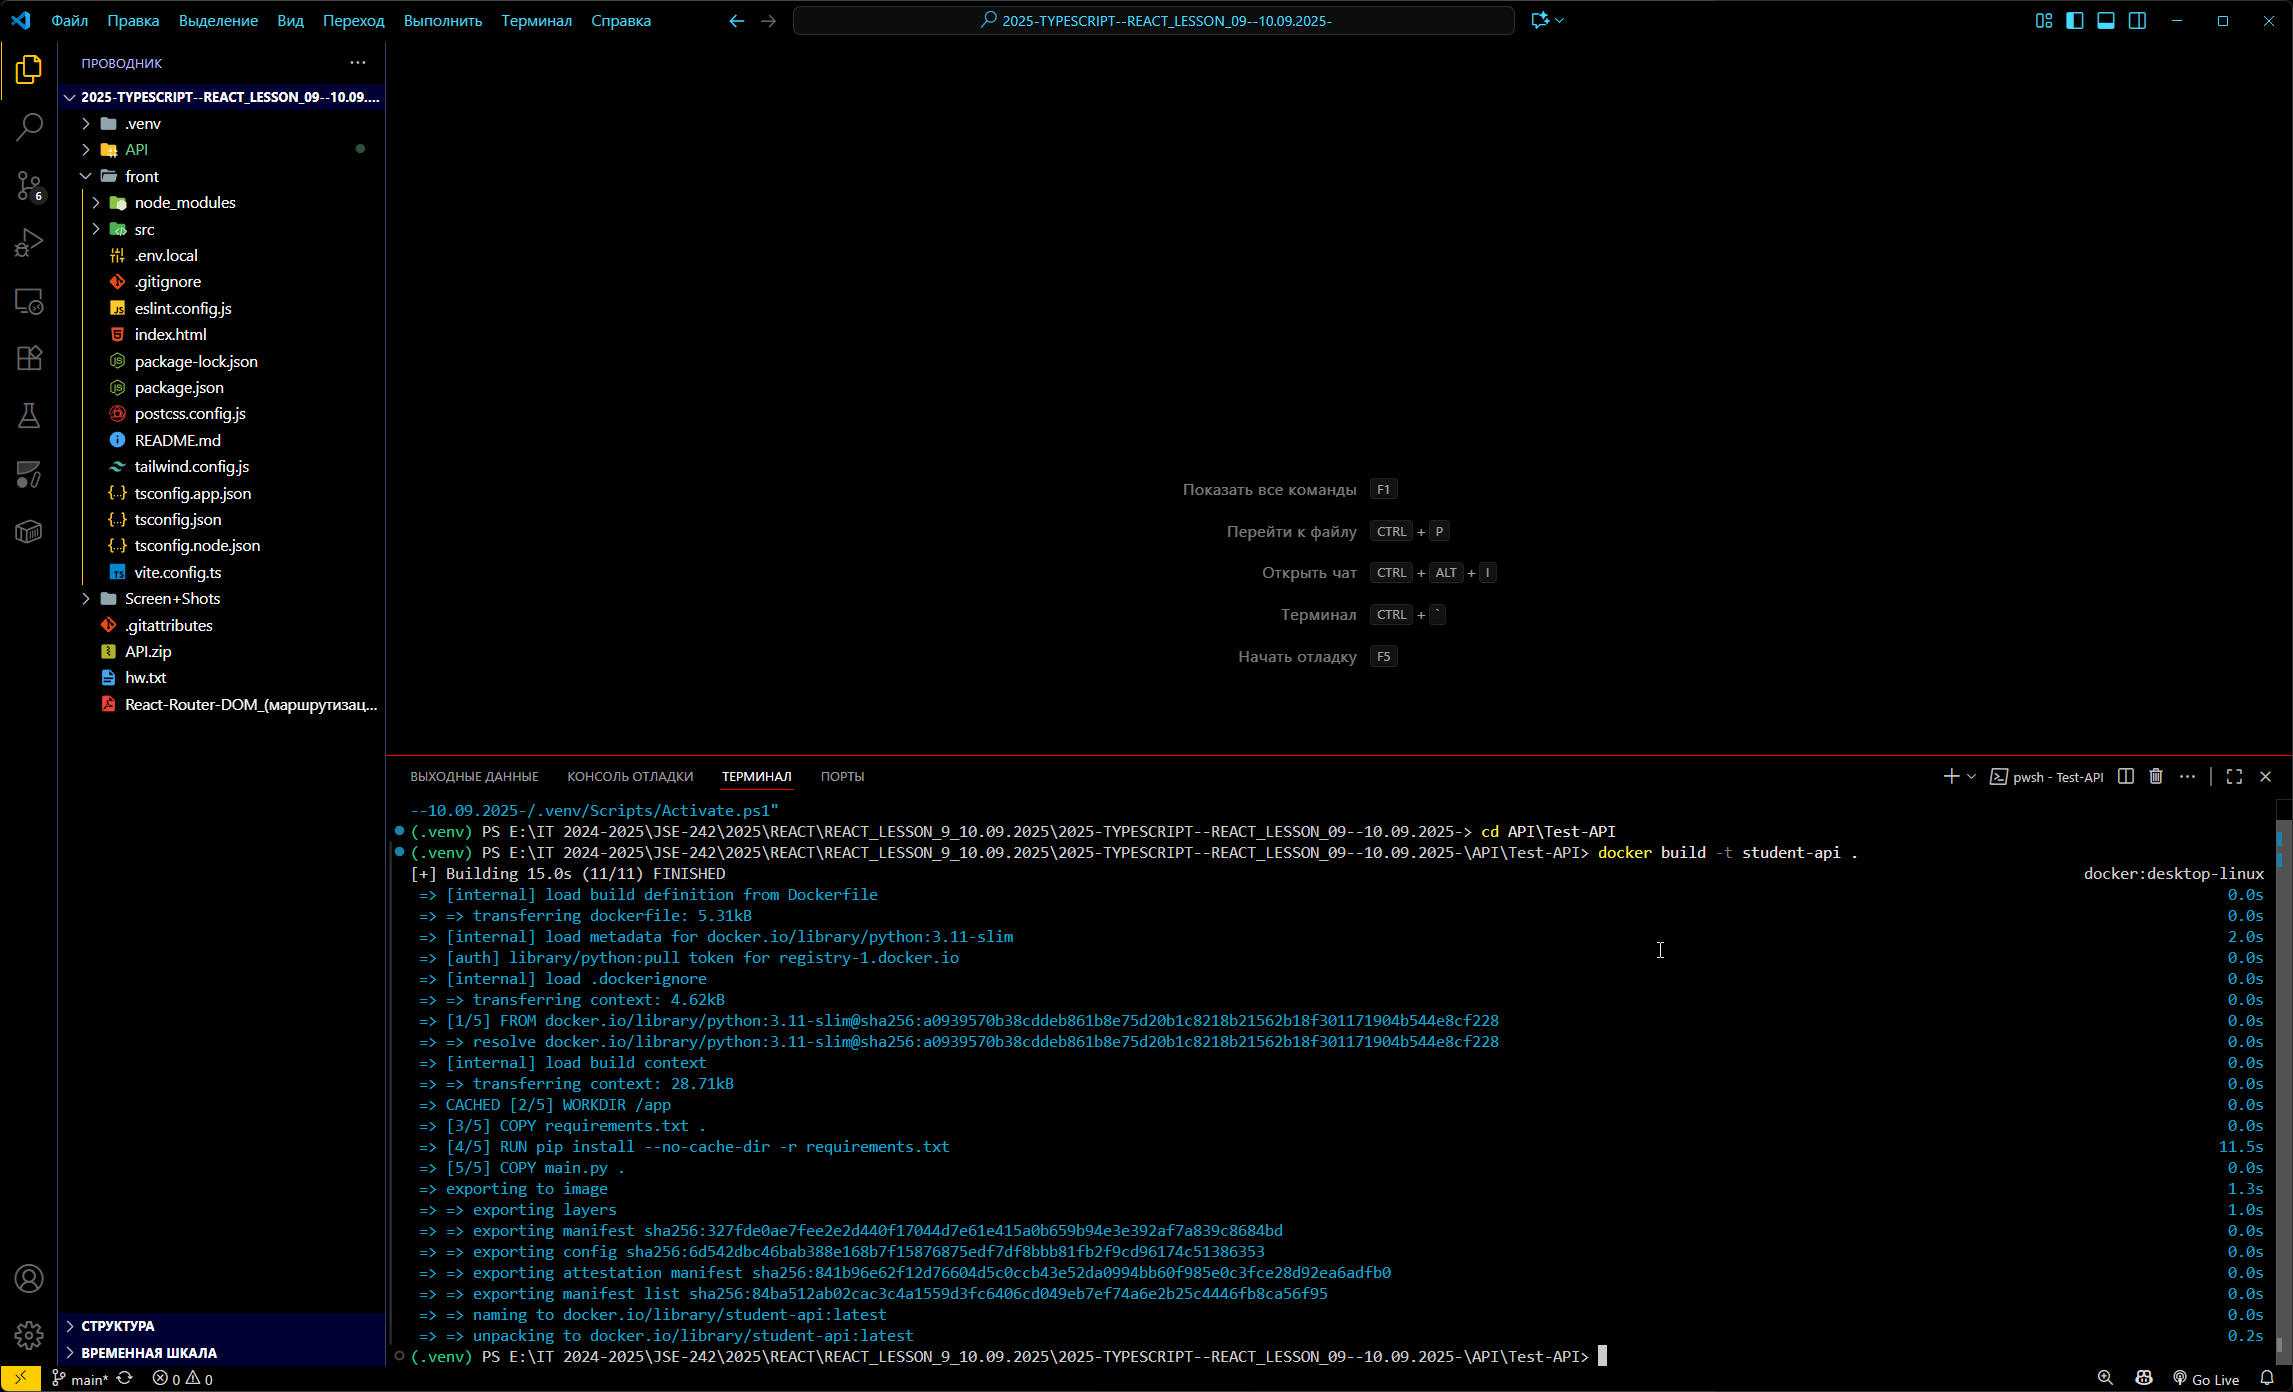 Файл Правка Выделение Вид Переход Выполнить Терминал Справка
2025-TYPESCRIPT--REACT_LESSON_09--10.09.2025-
ПРОВОДНИК
2025-TYPESCRIPT--REACT_LESSON_09--10.09....
.venv
API
front
node_modules
src
.env.local
.gitignore
eslint.config.js
index.html
package-lock.json
package.json
postcss.config.js
README.md
tailwind.config.js
tsconfig.app.json
tsconfig.json
tsconfig.node.json
vite.config.ts
Screen+Shots
.gitattributes
API.zip
hw.txt
React-Router-DOM_(маршрутизац...
СТРУКТУРА
ВРЕМЕННАЯ ШКАЛА
6
Показать все команды F1
Перейти к файлу CTRL + P
Открыть чат CTRL + ALT + I
Терминал CTRL + `
Начать отладку F5
ВЫХОДНЫЕ ДАННЫЕ КОНСОЛЬ ОТЛАДКИ ТЕРМИНАЛ ПОРТЫ
pwsh - Test-API
--10.09.2025-/.venv/Scripts/Activate.ps1"
(.venv) PS E:\IT 2024-2025\JSE-242\2025\REACT\REACT_LESSON_9_10.09.2025\2025-TYPESCRIPT--REACT_LESSON_09--10.09.2025-> cd API\Test-API
(.venv) PS E:\IT 2024-2025\JSE-242\2025\REACT\REACT_LESSON_9_10.09.2025\2025-TYPESCRIPT--REACT_LESSON_09--10.09.2025-\API\Test-API> docker build -t student-api .
[+] Building 15.0s (11/11) FINISHED docker:desktop-linux
=> [internal] load build definition from Dockerfile 0.0s
=> => transferring dockerfile: 5.31kB 0.0s
=> [internal] load metadata for docker.io/library/python:3.11-slim 2.0s
=> [auth] library/python:pull token for registry-1.docker.io 0.0s
=> [internal] load .dockerignore 0.0s
=> => transferring context: 4.62kB 0.0s
=> [1/5] FROM docker.io/library/python:3.11-slim@sha256:a0939570b38cddeb861b8e75d20b1c8218b21562b18f301171904b544e8cf228 0.0s
=> => resolve docker.io/library/python:3.11-slim@sha256:a0939570b38cddeb861b8e75d20b1c8218b21562b18f301171904b544e8cf228 0.0s
=> [internal] load build context 0.0s
=> => transferring context: 28.71kB 0.0s
=> CACHED [2/5] WORKDIR /app 0.0s
=> [3/5] COPY requirements.txt . 0.0s
=> [4/5] RUN pip install --no-cache-dir -r requirements.txt 11.5s
=> [5/5] COPY main.py . 0.0s
=> exporting to image 1.3s
=> => exporting layers 1.0s
=> => exporting manifest sha256:327fde0ae7fee2e2d440f17044d7e61e415a0b659b94e3e392af7a839c8684bd 0.0s
=> => exporting config sha256:6d542dbc46bab388e168b7f15876875edf7df8bbb81fb2f9cd96174c51386353 0.0s
=> => exporting attestation manifest sha256:841b96e62f12d76604d5c0ccb43e52da0994bb60f985e0c3fce28d92ea6adfb0 0.0s
=> => exporting manifest list sha256:84ba512ab02cac3c4a1559d3fc6406cd049eb7ef74a6e2b25c4446fb8ca56f95 0.0s
=> => naming to docker.io/library/student-api:latest 0.0s
=> => unpacking to docker.io/library/student-api:latest 0.2s
(.venv) PS E:\IT 2024-2025\JSE-242\2025\REACT\REACT_LESSON_9_10.09.2025\2025-TYPESCRIPT--REACT_LESSON_09--10.09.2025-\API\Test-API>
main* 0 0 Go Live